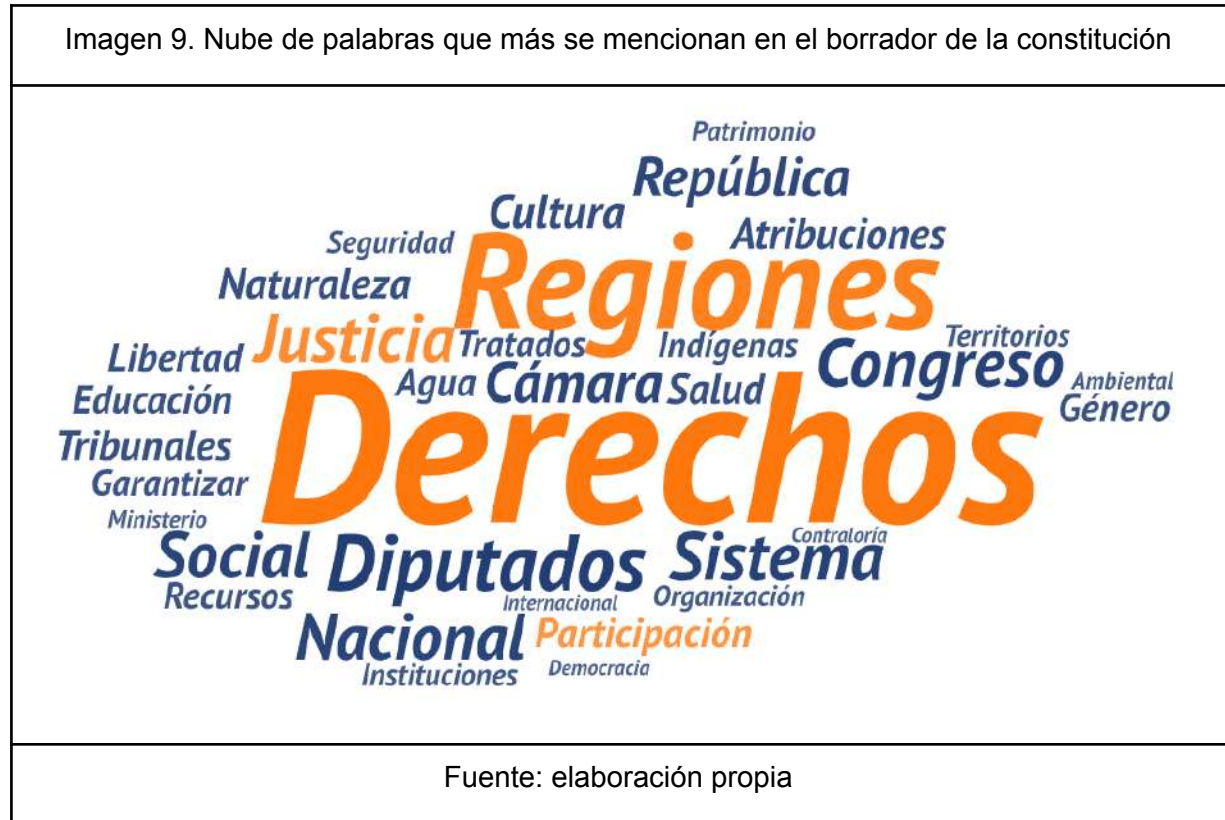 Imagen 9. Nube de palabras que más se mencionan en el borrador de la constitución
Patrimonio
República
Cultura
Atribuciones
Seguridad
Regiones
Naturaleza
Justicia
Tratados
Indígenas
Territorios
Libertad
Congreso
Agua
Cámara
Salud
Ambiental
Educación
Género
Derechos
Tribunales
Garantizar
Ministerio
Contraloría
Social
Diputados
Sistema
Recursos
Internacional
Organización
Nacional
Participación
Instituciones
Democracia
Fuente: elaboración propia